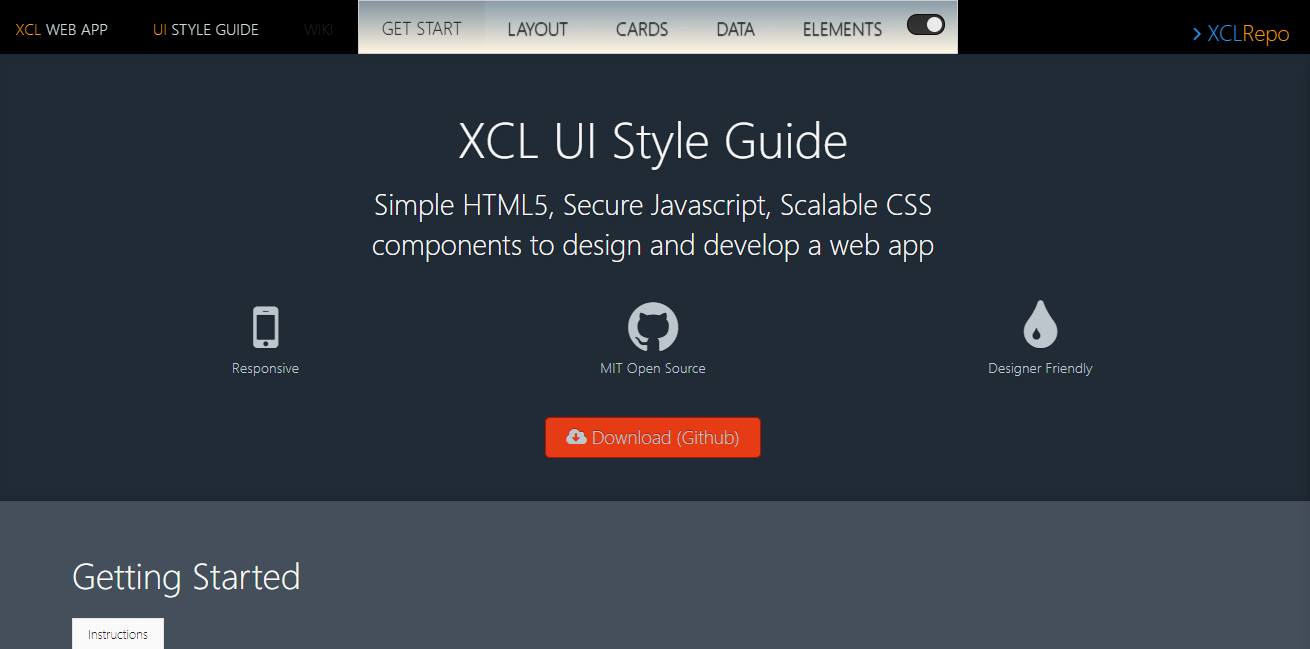 XCL WEB APP UI STYLE GUIDE WIKI GET START LAYOUT CARDS DATA ELEMENTS XCLRepo
XCL UI Style Guide
Simple HTML5, Secure Javascript, Scalable CSS
components to design and develop a web app
Responsive MIT Open Source Designer Friendly
Download (Github)
Getting Started
Instructions